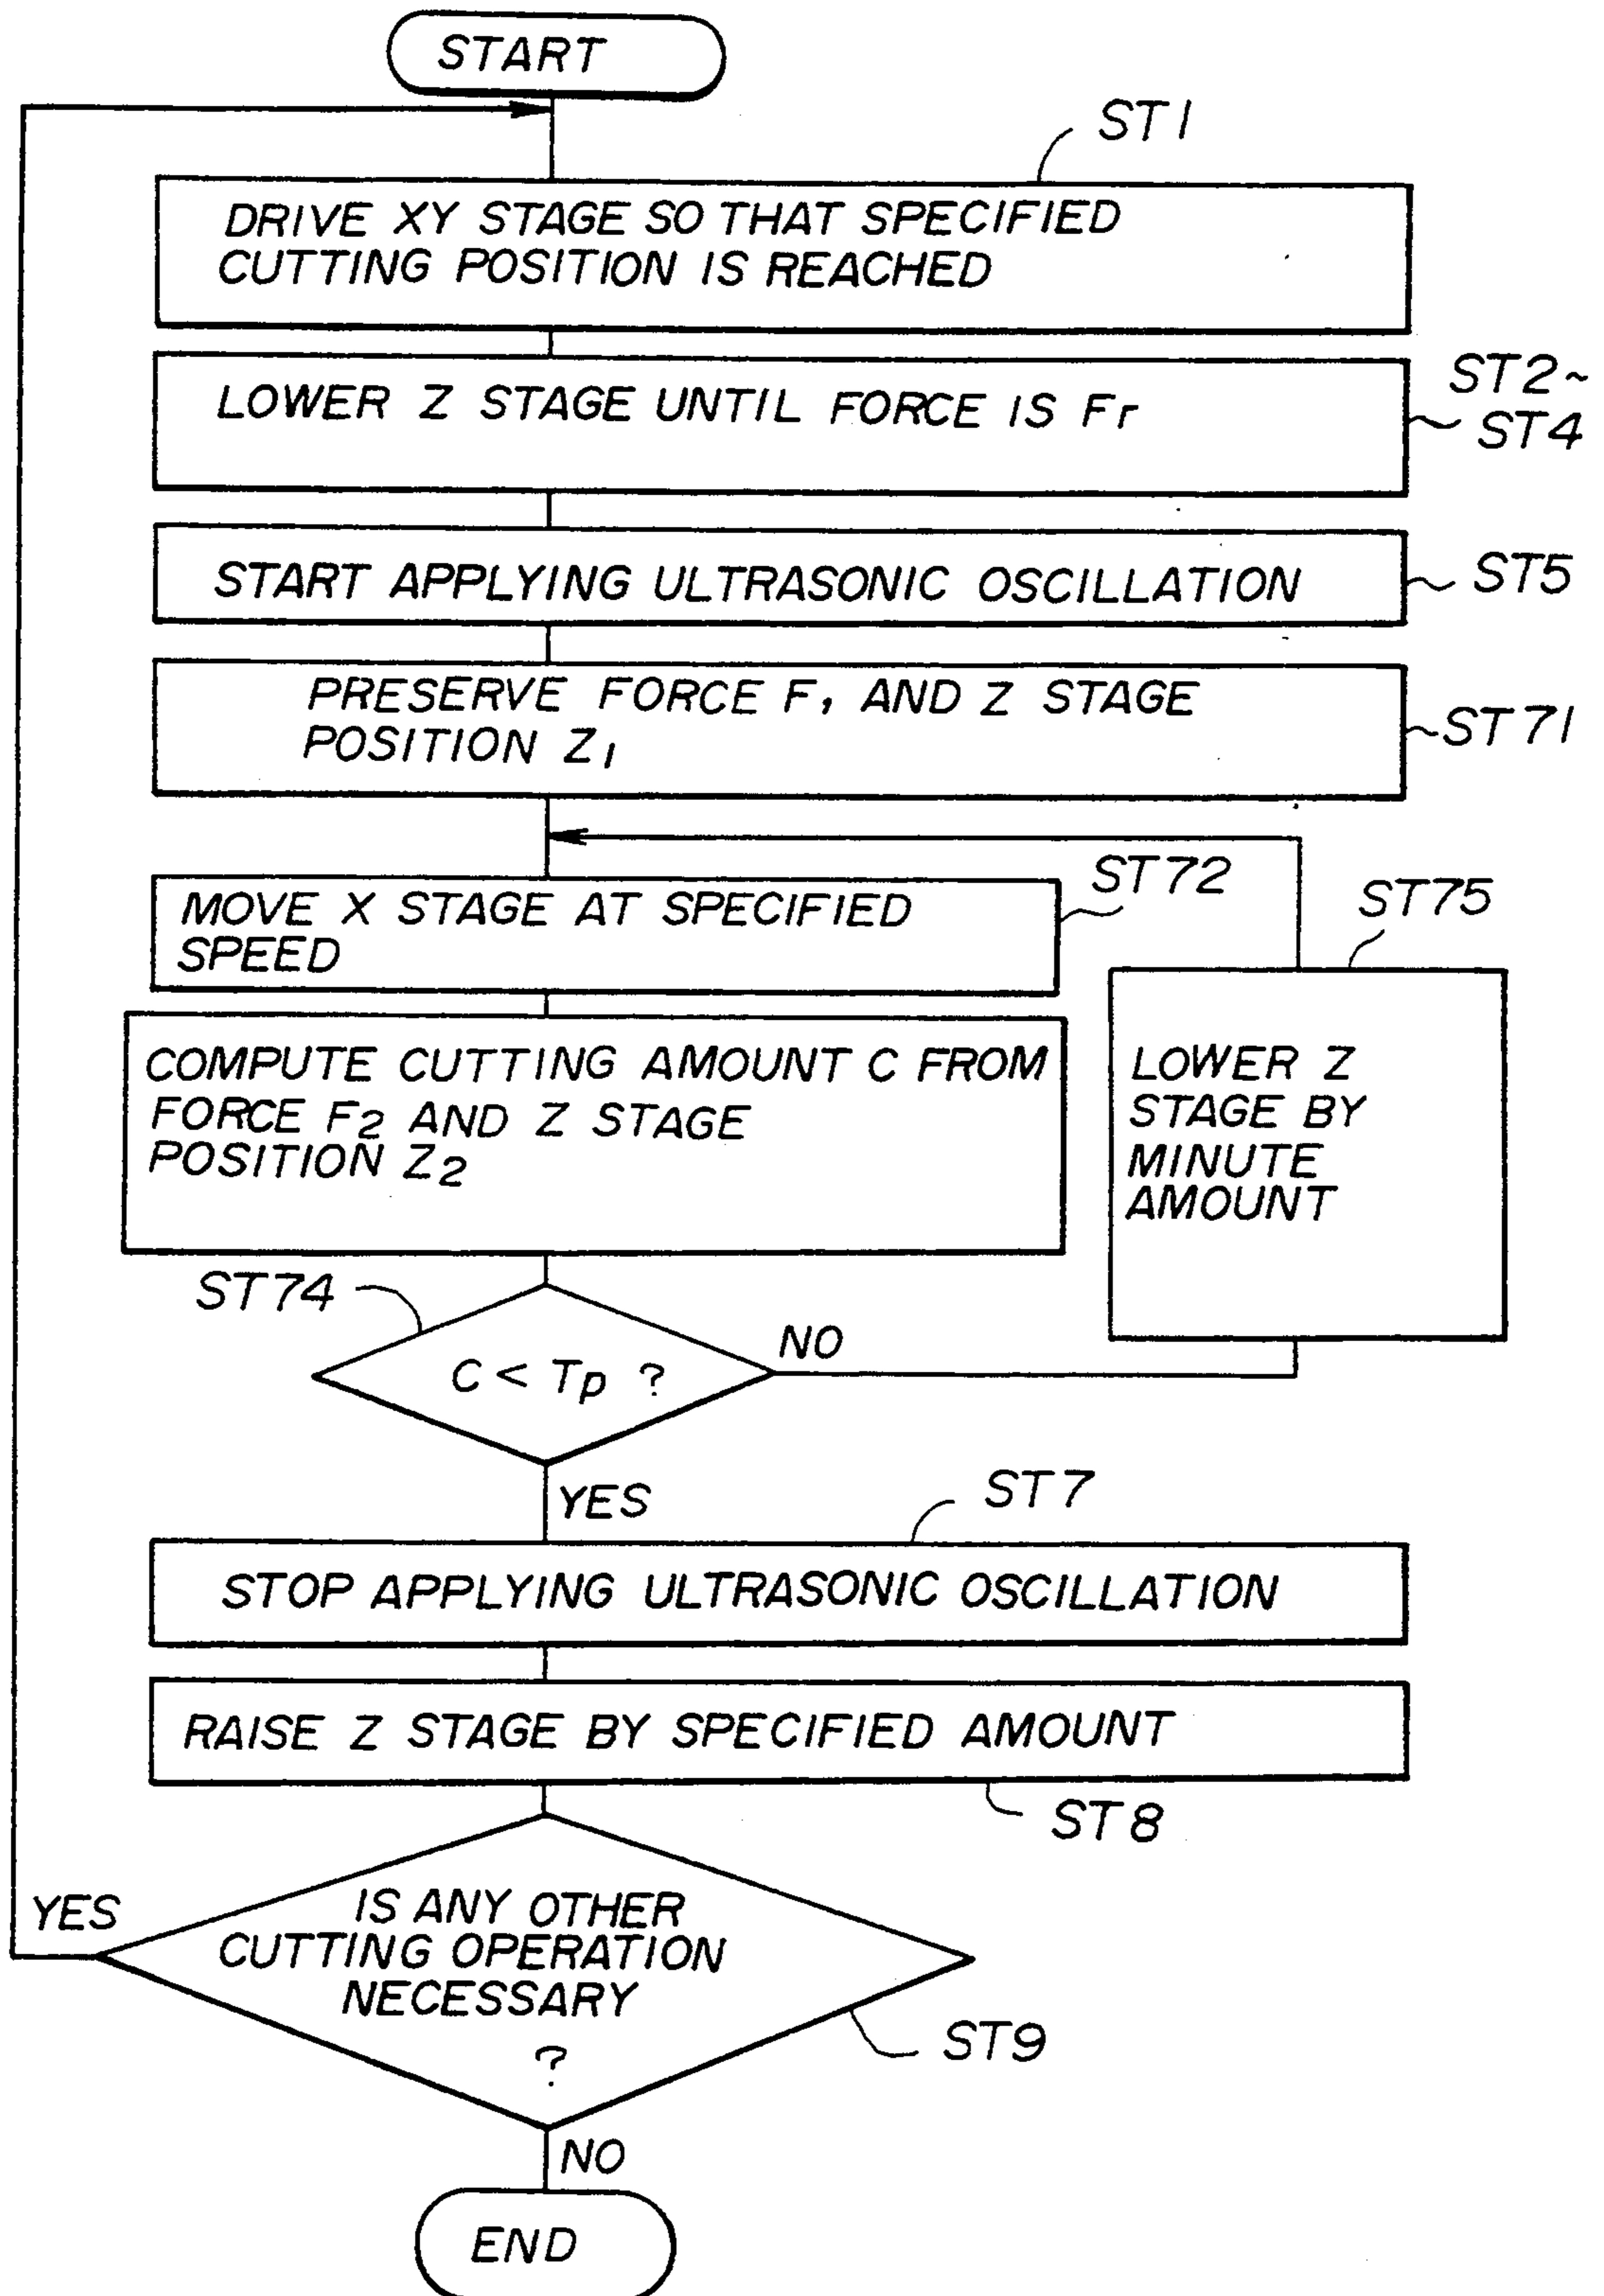 START
ST1
DRIVE XY STAGE SO THAT SPECIFIED
CUTTING POSITION IS REACHED
LOWER Z STAGE UNTIL FORCE IS Fr
ST2~
ST4
START APPLYING ULTRASONIC OSCILLATION
ST5
PRESERVE FORCE F1 AND Z STAGE
POSITION Z1
ST71
MOVE X STAGE AT SPECIFIED
SPEED
ST72
ST75
COMPUTE CUTTING AMOUNT C FROM
FORCE F2 AND Z STAGE
POSITION Z2
LOWER Z
STAGE BY
MINUTE
AMOUNT
ST74
C < Tp ?
NO
YES
ST7
STOP APPLYING ULTRASONIC OSCILLATION
RAISE Z STAGE BY SPECIFIED AMOUNT
ST8
YES
IS ANY OTHER
CUTTING OPERATION
NECESSARY
?
ST9
NO
END